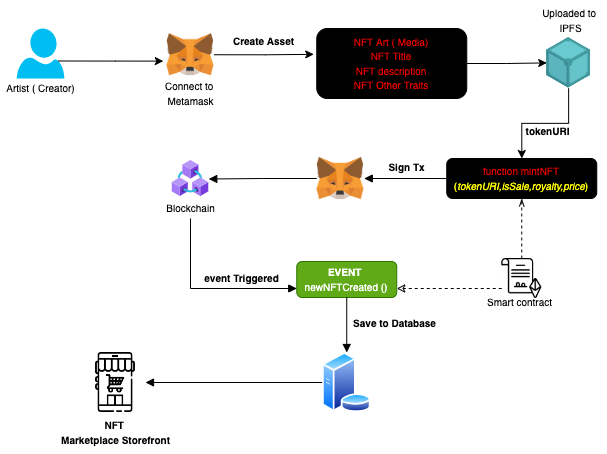 Uploaded to
IPFS
Create Asset
NFT Art ( Media)
NFT Title
NFT description
NFT Other Traits
Artist ( Creator)
Connect to
Metamask
tokenURI
Sign Tx
function mintNFT
(tokenURI,isSale,royalty,price)
Blockchain
event Triggered
EVENT
newNFTCreated ()
Smart contract
Save to Database
NFT
Marketplace Storefront